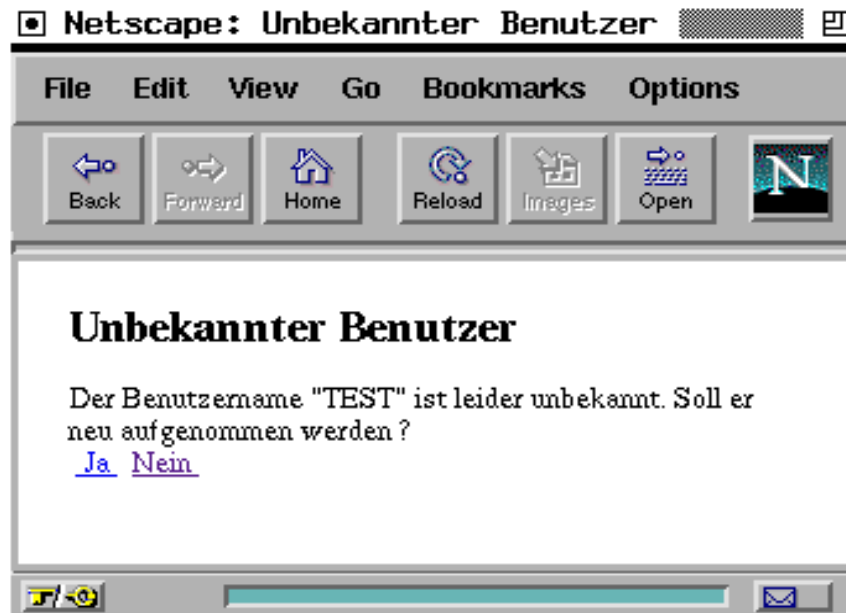 Netscape: Unbekannter Benutzer
File Edit View Go Bookmarks Options
Back Forward Home Reload Images Open N
Unbekannter Benutzer
Der Benutzername "TEST" ist leider unbekannt. Soll er
neu aufgenommen werden ?
Ja Nein